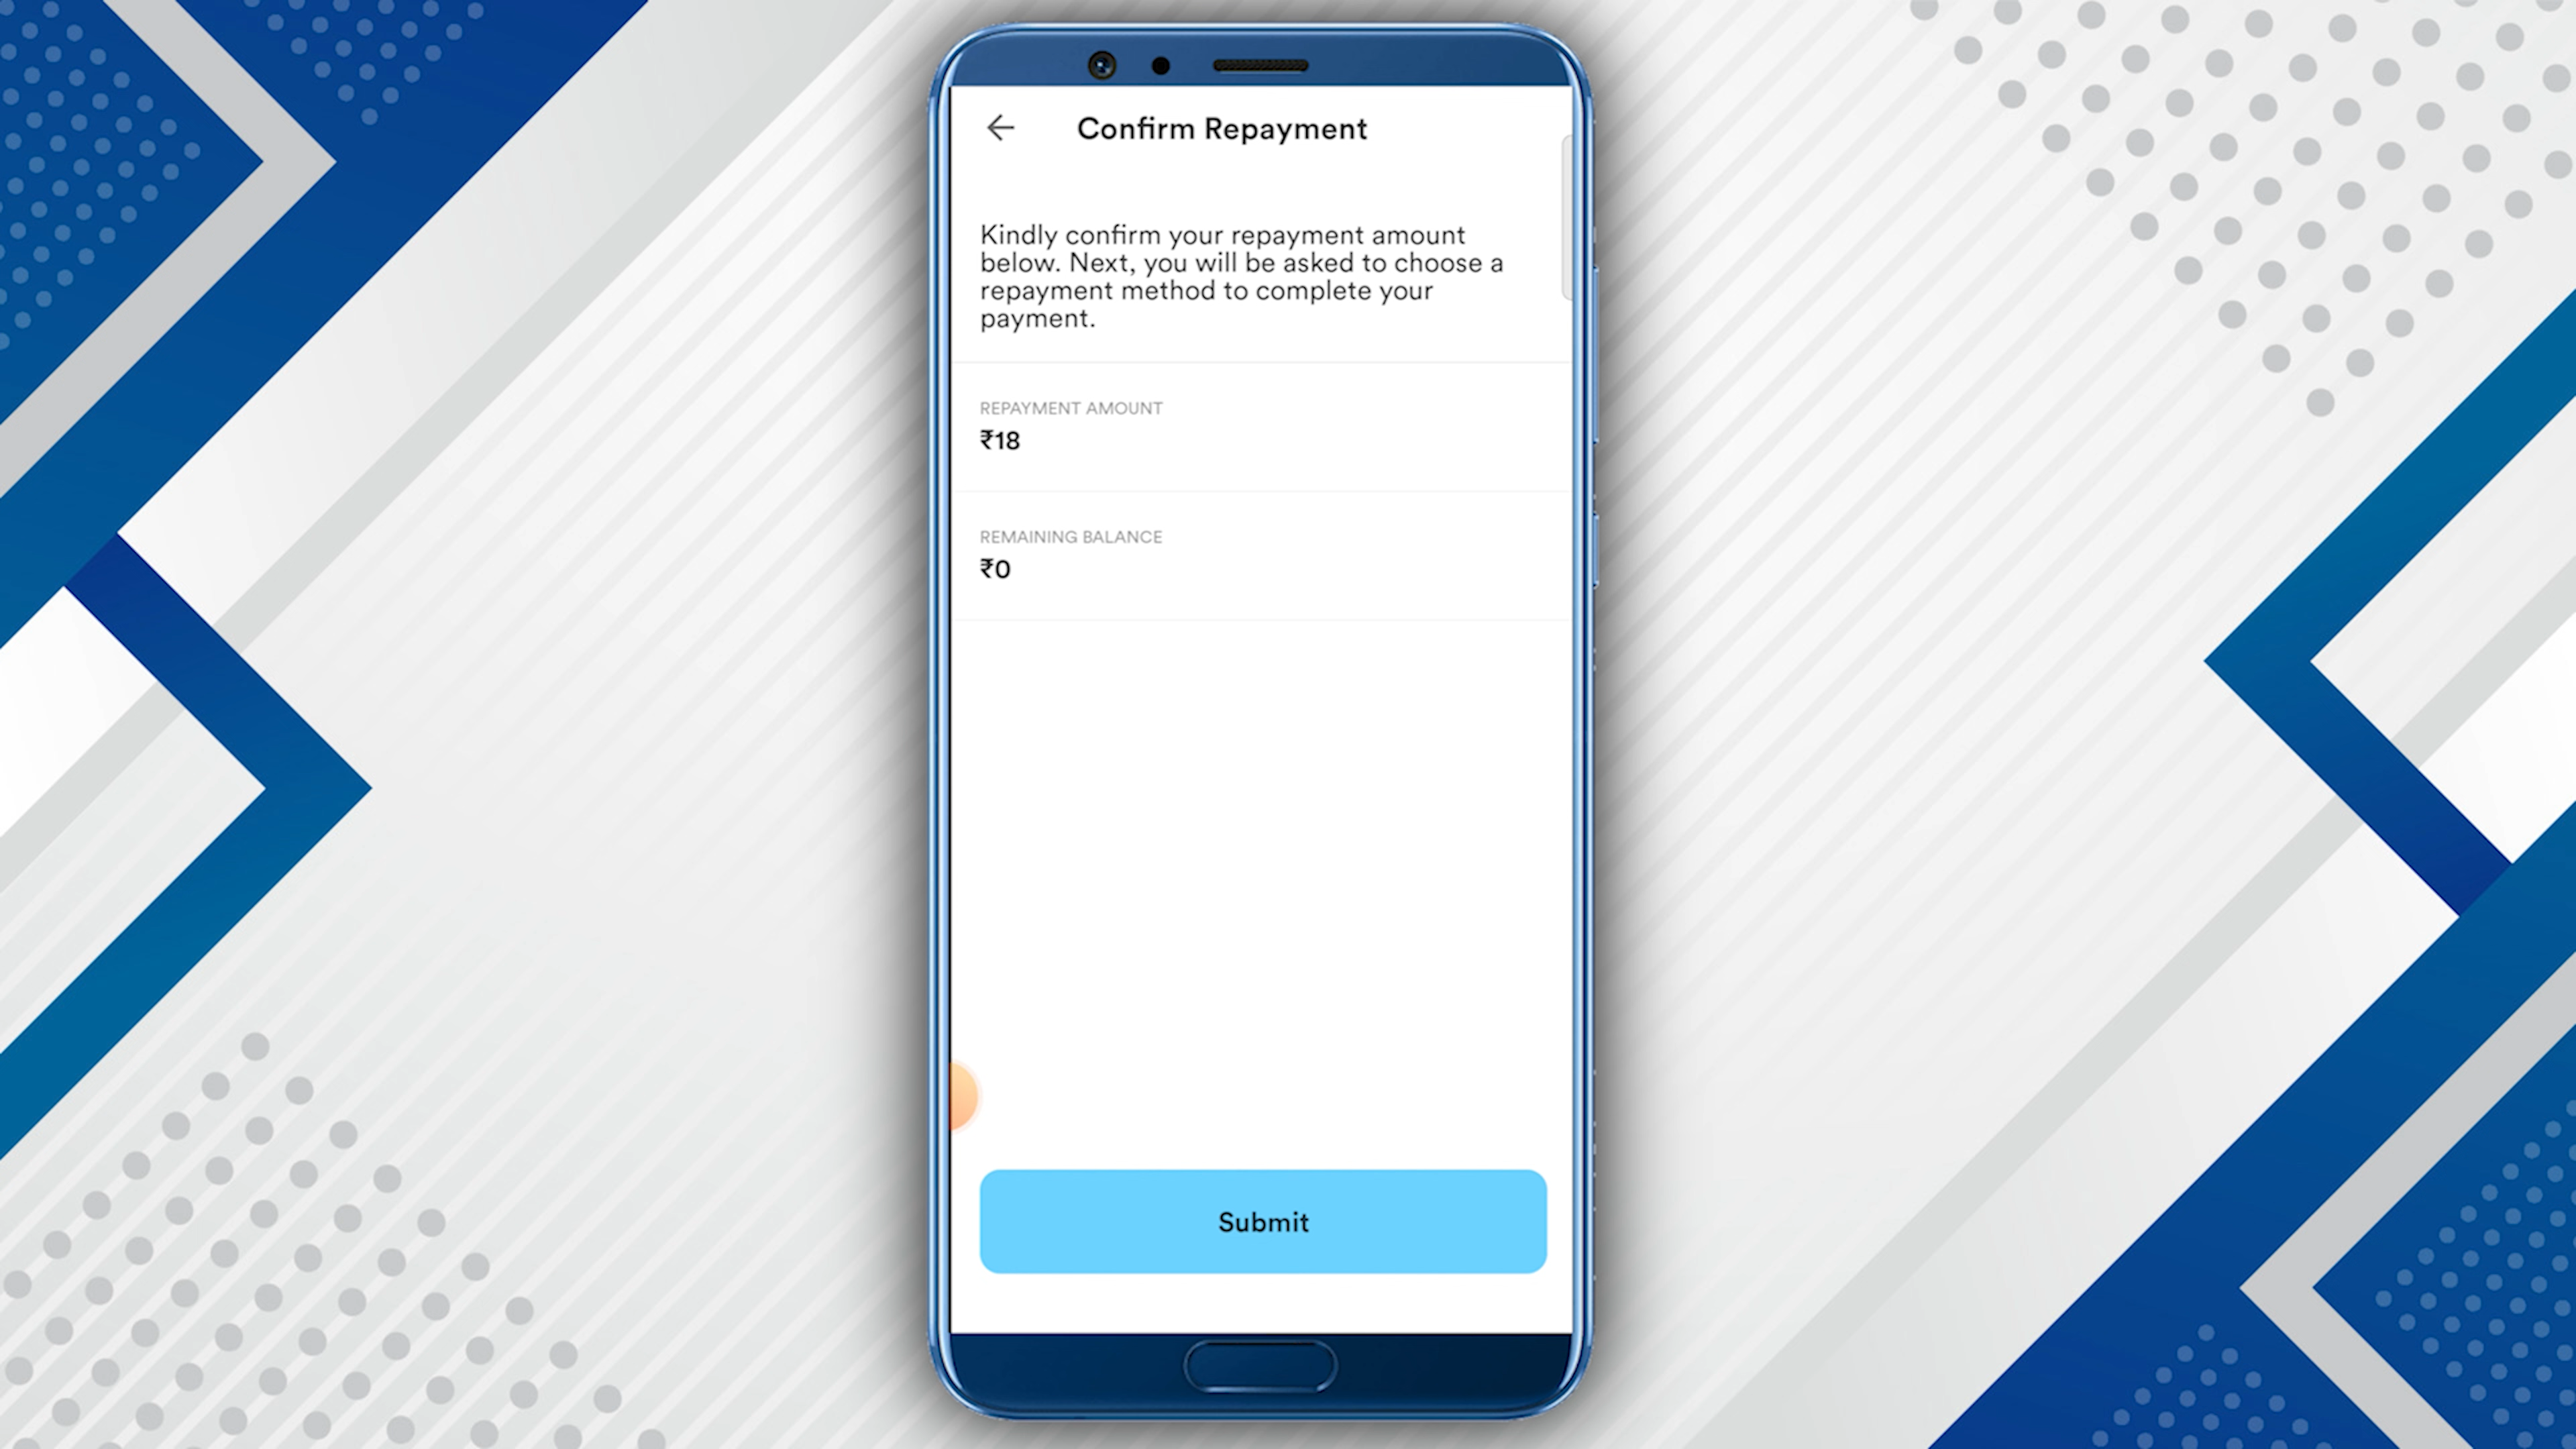 Confirm Repayment
Kindly confirm your repayment amount
below. Next, you will be asked to choose a
repayment method to complete your
payment.
REPAYMENT AMOUNT
₹18
REMAINING BALANCE
₹0
Submit